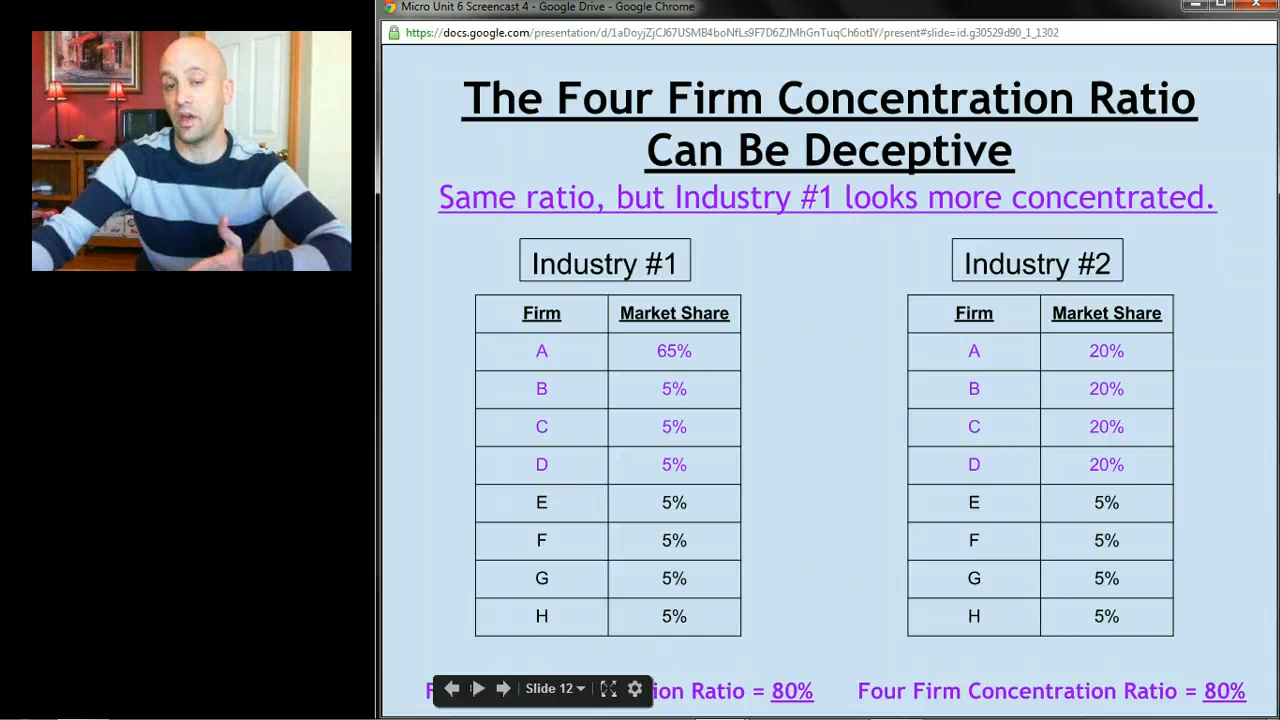 Micro Unit 6 Screencast 4 - Google Drive - Google Chrome
https://docs.google.com/presentation/d/1aDoyjZjCJ67USMB4boNfLs9F7D6ZJMhGnTuqCh6otIY/present#slide=id.g30529d90_1_1302
The Four Firm Concentration Ratio
Can Be Deceptive
Same ratio, but Industry #1 looks more concentrated.
Industry #1
Firm Market Share
A 65%
B 5%
C 5%
D 5%
E 5%
F 5%
G 5%
H 5%
Industry #2
Firm Market Share
A 20%
B 20%
C 20%
D 20%
E 5%
F 5%
G 5%
H 5%
Ratio = 80%
Four Firm Concentration Ratio = 80%
Slide 12